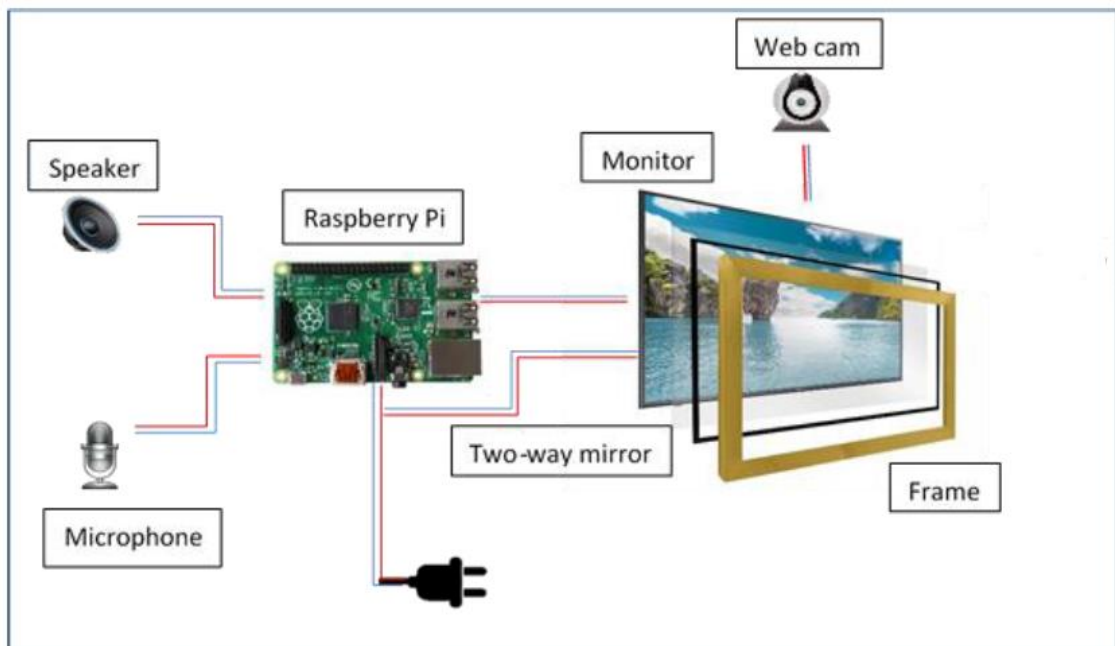 Web cam
Speaker
Monitor
Raspberry Pi
Two-way mirror
Frame
Microphone